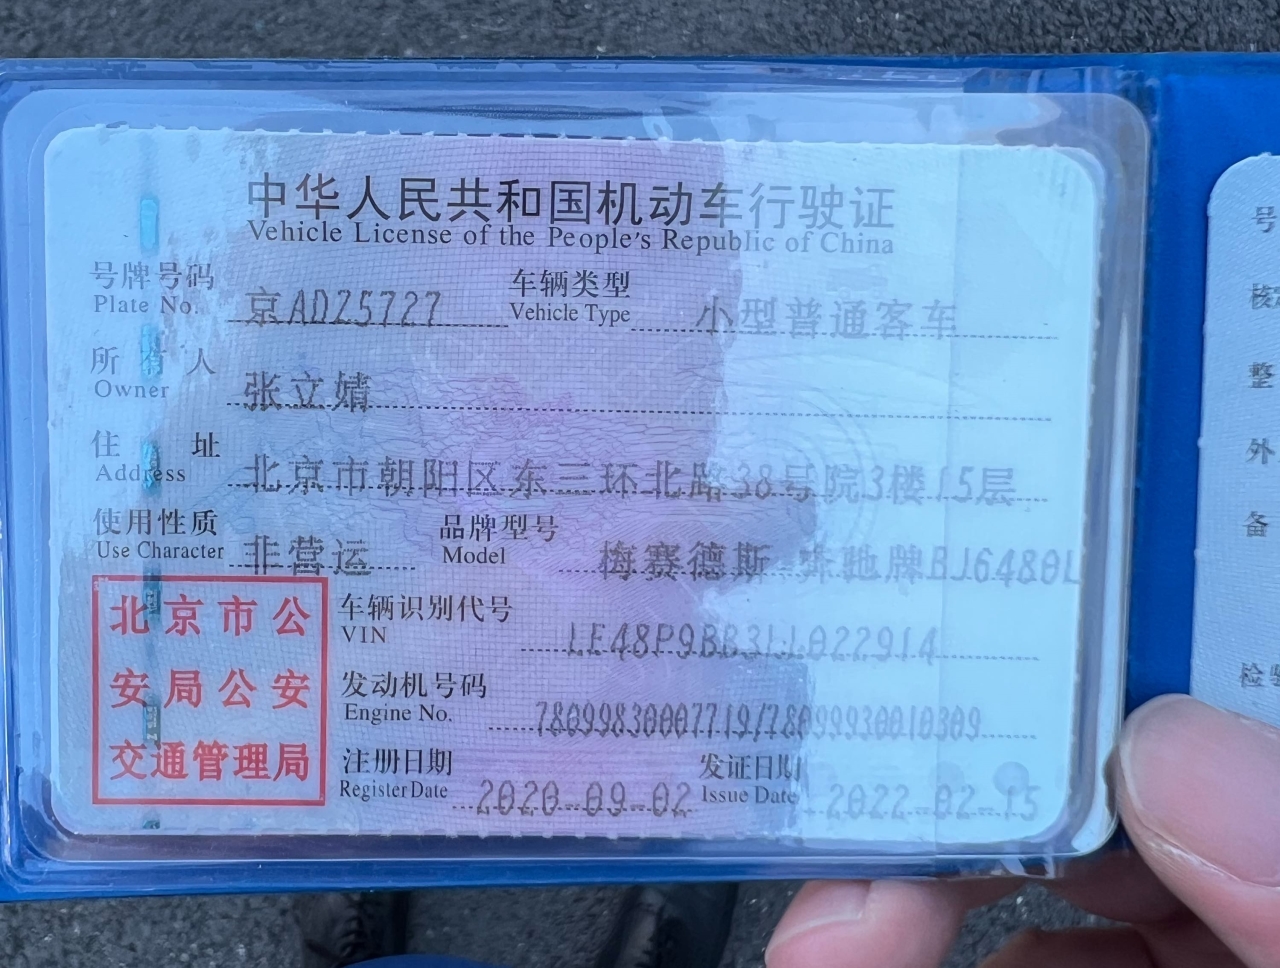 中华人民共和国机动车行驶证
Vehicle License of the People's Republic of China
号牌号码 京ADZ5727 车辆类型 小型普通客车
Plate No. Vehicle Type
所有人 张立婧
Owner
住址 北京市朝阳区东三环北路38号院3楼15层
Address
使用性质 非营运 品牌型号 梅赛德斯-奔驰牌BJ6480L
Use Character Model
北京市公
安局公安
交通管理局
车辆识别代号
VIN
发动机号码
Engine No.
注册日期 2020-09-02 发证日期 2022-02-15
Register Date Issue Date
号
核
整
外
备
检验